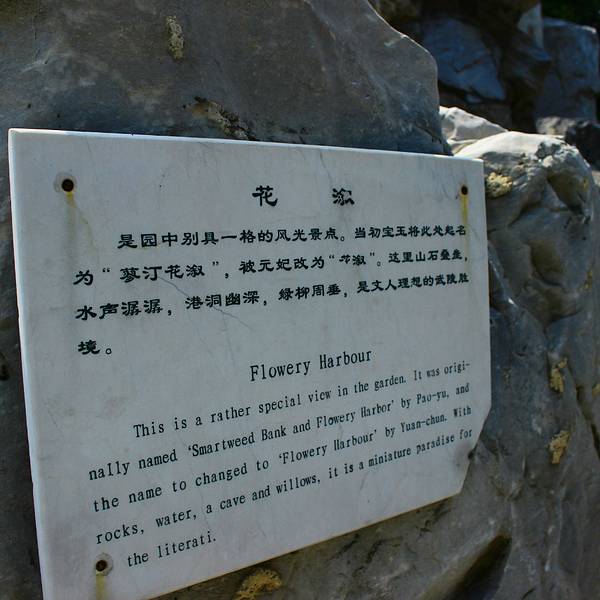 花 溆
是园中别具一格的风光景点。当初宝玉将此处起名
为“蓼汀花溆”，被元妃改为“花溆”。这里山石叠垒，
水声潺潺，港洞幽深，绿柳周垂，是文人理想的武陵胜
境。
Flowery Harbour
This is a rather special view in the garden. It was origi-
nally named ‘Smartweed Bank and Flowery Harbor’ by Pao-yu, and
the name to changed to ‘Flowery Harbour’ by Yuan-chun. With
rocks, water, a cave and willows, it is a miniature paradise for
the literati.